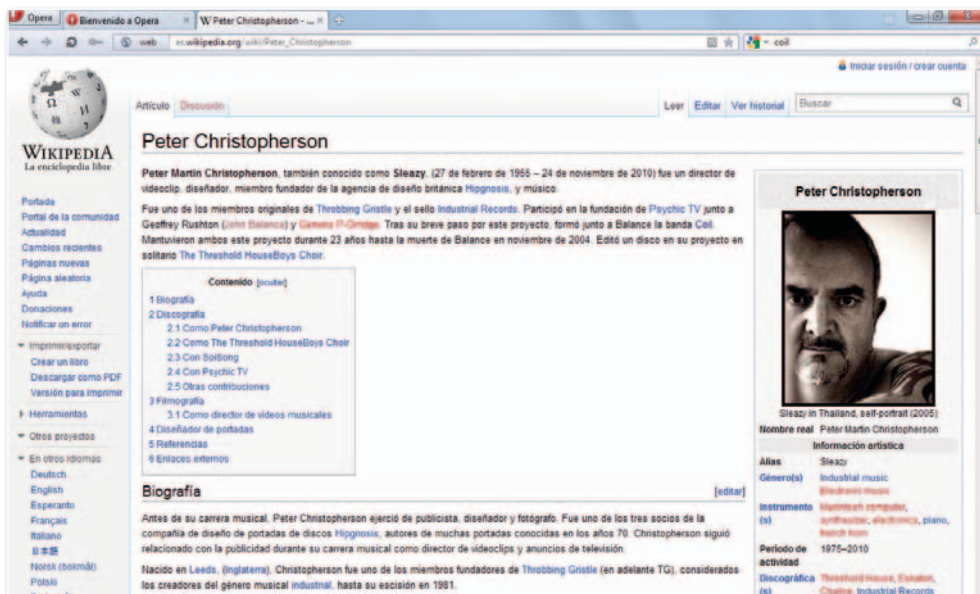 Opera
Bienvenido a Opera
Peter Christopherson - ...
web es.wikipedia.org/wiki/Peter_Christopherson
coil
Iniciar sesión / crear cuenta
Artículo Discusión
Leer Editar Ver historial Buscar
WIKIPEDIA
La enciclopedia libre
Portada
Portal de la comunidad
Actualidad
Cambios recientes
Páginas nuevas
Página aleatoria
Ayuda
Donaciones
Notificar un error
Imprimir/exportar
Crear un libro
Descargar como PDF
Versión para imprimir
Herramientas
Otros proyectos
En otros idiomas
Deutsch
English
Esperanto
Français
Italiano
日本語
Norsk (bokmål)
Polski
Peter Christopherson
Peter Martin Christopherson, también conocido como Sleazy, (27 de febrero de 1955 – 24 de noviembre de 2010) fue un director de
videoclip, diseñador, miembro fundador de la agencia de diseño británica Hipgnosis, y músico.
Fue uno de los miembros originales de Throbbing Gristle y el sello Industrial Records. Participó en la fundación de Psychic TV junto a
Geoffrey Rushton (John Balance) y Genesis P-Orridge. Tras su breve paso por este proyecto, formó junto a Balance la banda Coil.
Mantuvieron ambos este proyecto durante 23 años hasta la muerte de Balance en noviembre de 2004. Editó un disco en su proyecto en
solitario The Threshold HouseBoys Choir.
Contenido [ocultar]
1 Biografía
2 Discografía
2.1 Como Peter Christopherson
2.2 Como The Threshold HouseBoys Choir
2.3 Con SoiSong
2.4 Con Psychic TV
2.5 Otras contribuciones
3 Filmografía
3.1 Como director de vídeos musicales
4 Diseñador de portadas
5 Referencias
6 Enlaces externos
Biografía [editar]
Antes de su carrera musical, Peter Christopherson ejerció de publicista, diseñador y fotógrafo. Fue uno de los tres socios de la
compañía de diseño de portadas de discos Hipgnosis, autores de muchas portadas conocidas en los años 70. Christopherson siguió
relacionado con la publicidad durante su carrera musical como director de videoclips y anuncios de televisión.
Nacido en Leeds, (Inglaterra), Christopherson fue uno de los miembros fundadores de Throbbing Gristle (en adelante TG), considerados
los creadores del género musical industrial, hasta su escisión en 1981.
Peter Christopherson
Sleazy in Thailand, self-portrait (2005)
Nombre real Peter Martin Christopherson
Información artística
Alias Sleazy
Género(s) Industrial music
Electronic music
Instrumento Macintosh computer,
(s) synthesizer, electronics, piano,
french horn
Periodo de 1975–2010
actividad
Discográfica Threshold House, Eskaton,
(s) Chalice, Industrial Records